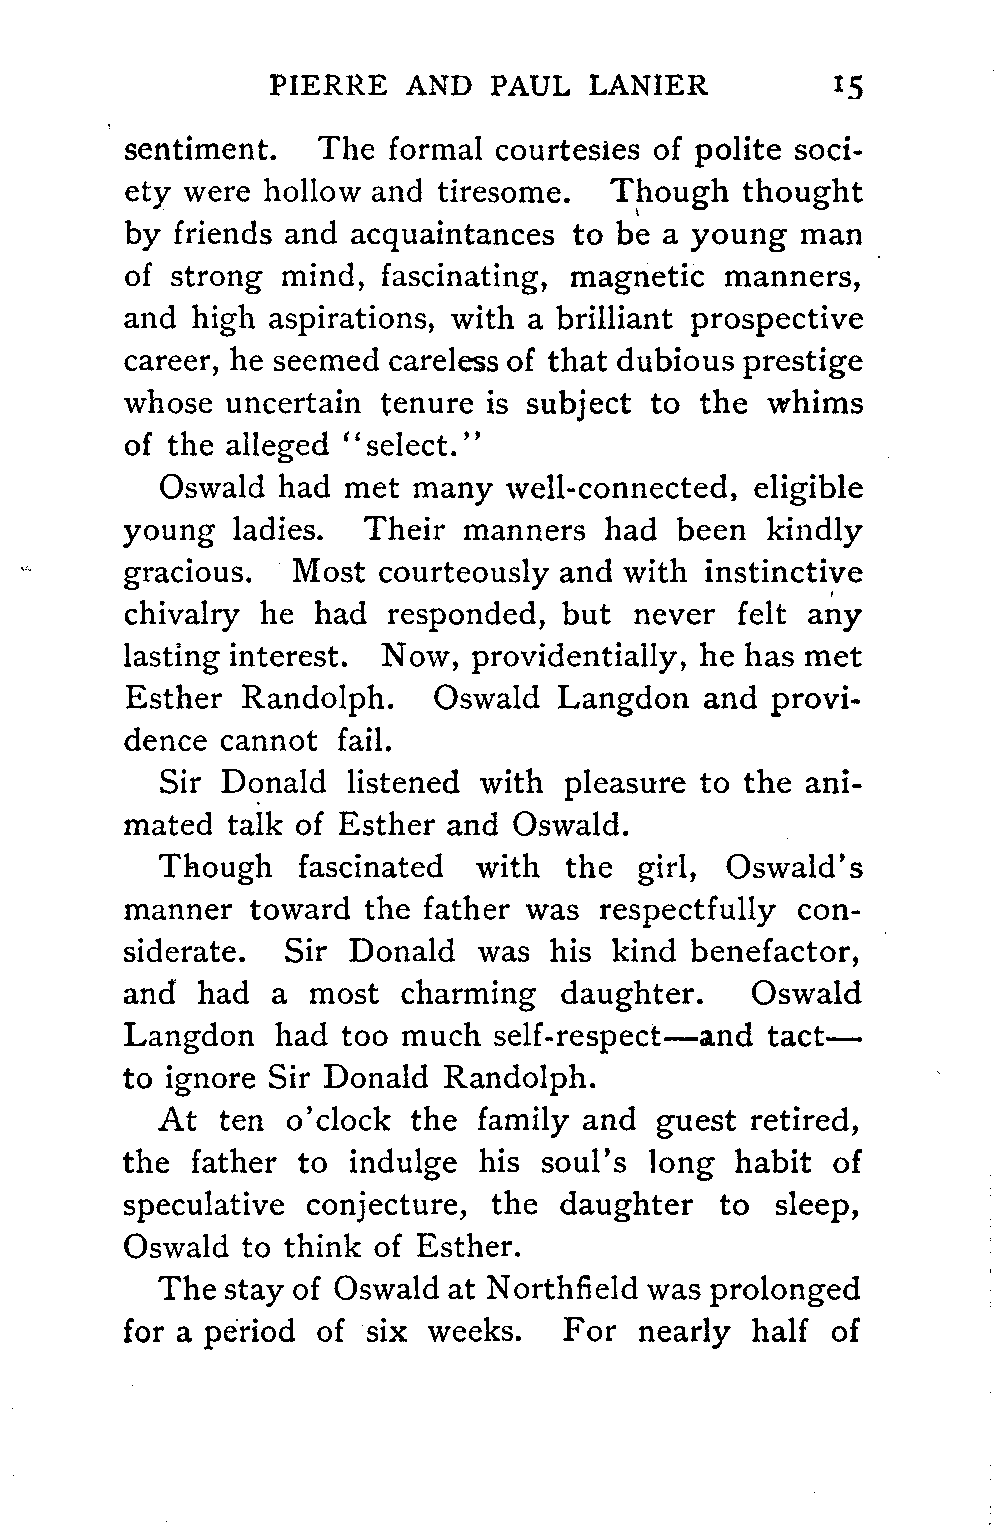 PIERRE AND PAUL LANIER 15
sentiment. The formal courtesies of polite soci-
ety were hollow and tiresome. Though thought
by friends and acquaintances to be a young man
of strong mind, fascinating, magnetic manners,
and high aspirations, with a brilliant prospective
career, he seemed careless of that dubious prestige
whose uncertain tenure is subject to the whims
of the alleged “select.”
Oswald had met many well-connected, eligible
young ladies. Their manners had been kindly
gracious. Most courteously and with instinctive
chivalry he had responded, but never felt any
lasting interest. Now, providentially, he has met
Esther Randolph. Oswald Langdon and provi-
dence cannot fail.
Sir Donald listened with pleasure to the ani-
mated talk of Esther and Oswald.
Though fascinated with the girl, Oswald’s
manner toward the father was respectfully con-
siderate. Sir Donald was his kind benefactor,
and had a most charming daughter. Oswald
Langdon had too much self-respect—and tact—
to ignore Sir Donald Randolph.
At ten o’clock the family and guest retired,
the father to indulge his soul’s long habit of
speculative conjecture, the daughter to sleep,
Oswald to think of Esther.
The stay of Oswald at Northfield was prolonged
for a period of six weeks. For nearly half of